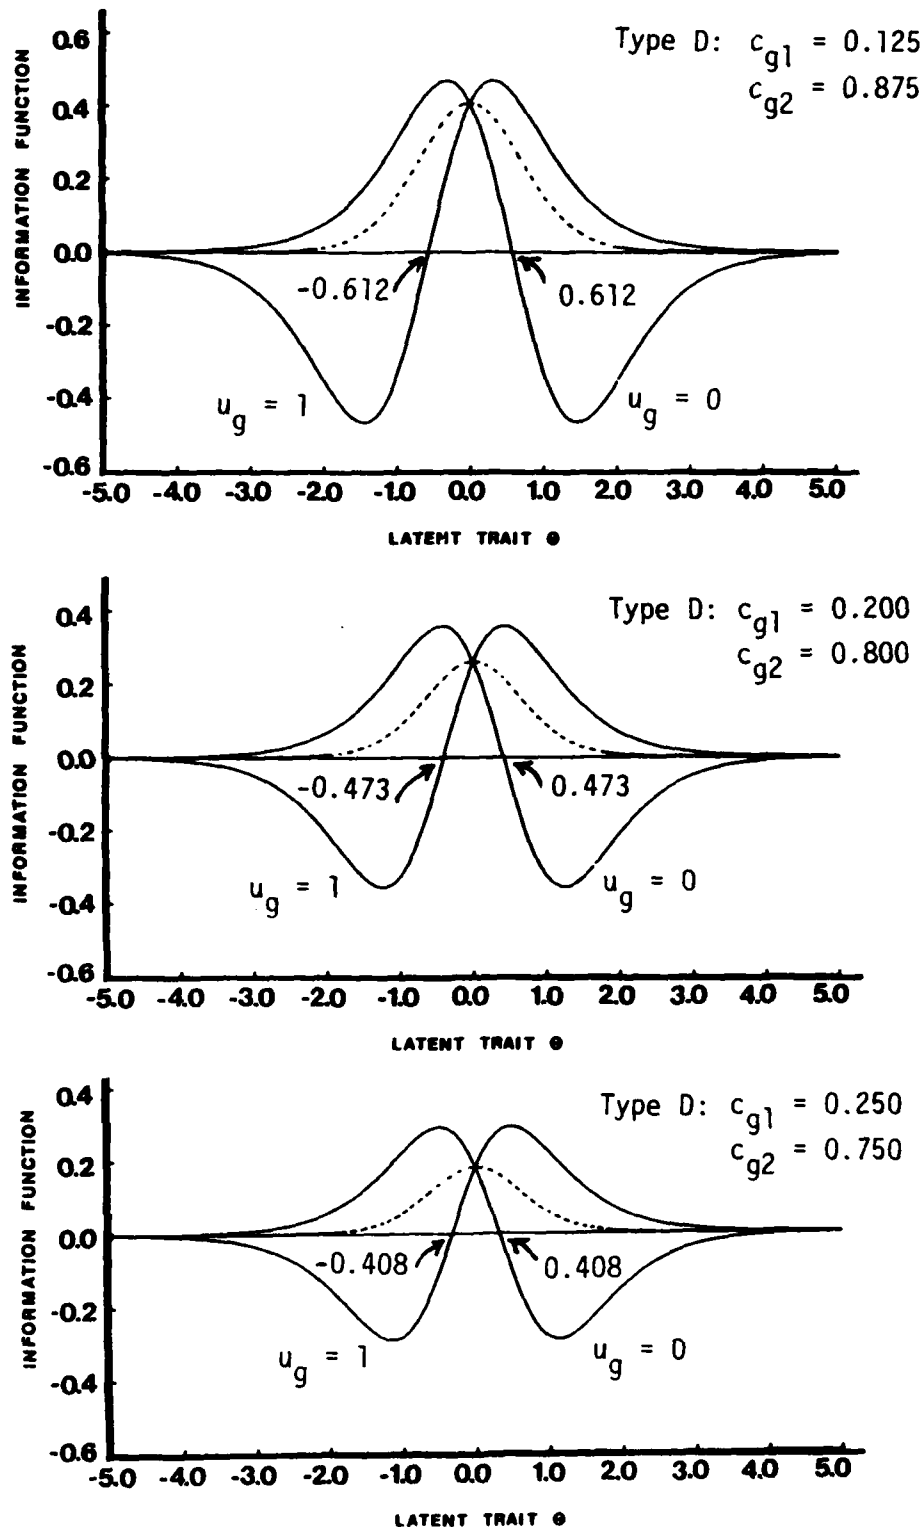 Type D: c_g1 = 0.125
c_g2 = 0.875
INFORMATION FUNCTION
0.6
0.4
0.2
0.0
-0.2
-0.4
-0.6
-0.612
0.612
u_g = 1
u_g = 0
-5.0 -4.0 -3.0 -2.0 -1.0 0.0 1.0 2.0 3.0 4.0 5.0
LATEMT TRAIT θ
Type D: c_g1 = 0.200
c_g2 = 0.800
INFORMATION FUNCTION
0.4
0.2
0.0
-0.2
-0.4
-0.6
-0.473
0.473
u_g = 1
u_g = 0
-5.0 -4.0 -3.0 -2.0 -1.0 0.0 1.0 2.0 3.0 4.0 5.0
LATENT TRAIT θ
Type D: c_g1 = 0.250
c_g2 = 0.750
INFORMATION FUNCTION
0.4
0.2
0.0
-0.2
-0.4
-0.6
-0.408
0.408
u_g = 1
u_g = 0
-5.0 -4.0 -3.0 -2.0 -1.0 0.0 1.0 2.0 3.0 4.0 5.0
LATENT TRAIT θ